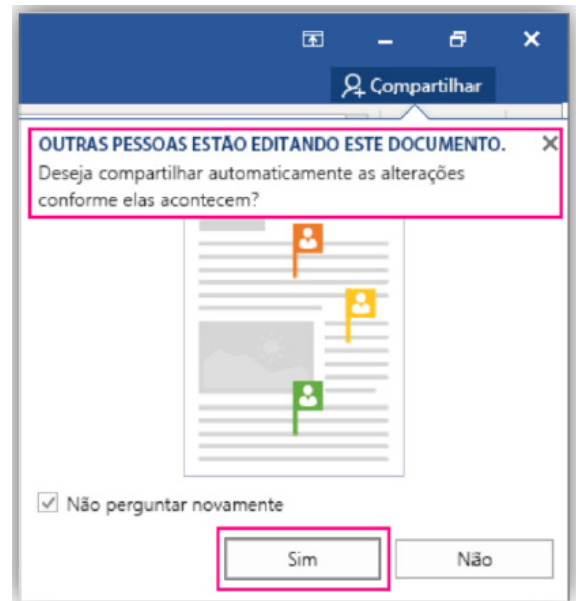 Compartilhar
OUTRAS PESSOAS ESTÃO EDITANDO ESTE DOCUMENTO.
Deseja compartilhar automaticamente as alterações
conforme elas acontecem?
Não perguntar novamente
Sim
Não